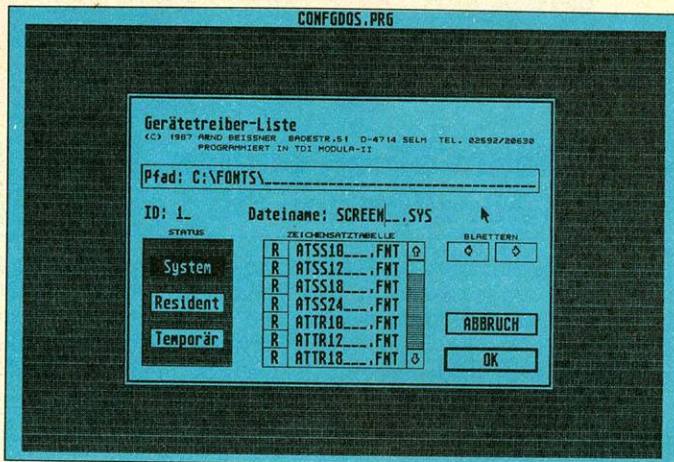 CONFGDOS.PRG
Gerätetreiber-Liste
(C) 1987 ARND BEISSNER BADESTR.51 D-4714 SELM TEL. 02592/20630
PROGRAMMIERT IN TDI MODULA-II
Pfad: C:\FONTS\___________________________________
ID: 1_ Dateiname: SCREEN__.SYS
STATUS ZEICHENSATZTABELLE BLAETTERN
System
Resident
Temporär
R ATSS10___.FNT
R ATSS12___.FNT
R ATSS18___.FNT
R ATSS24___.FNT
R ATTR10___.FNT
R ATTR12___.FNT
R ATTR18___.FNT
ABBRUCH
OK